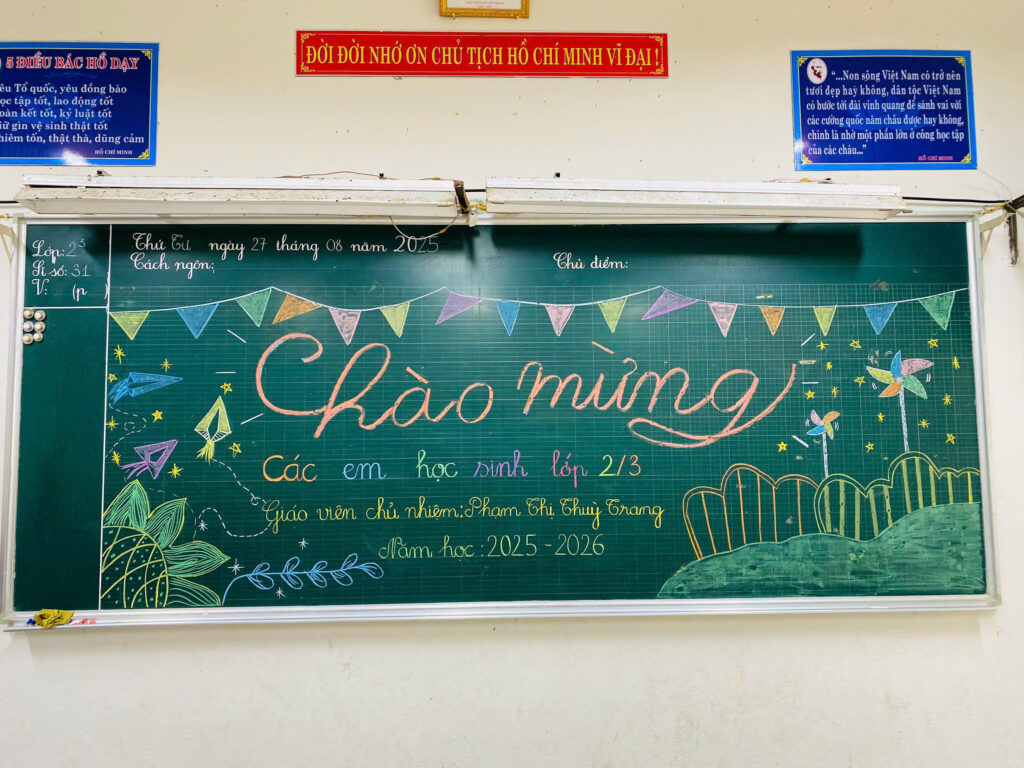 ĐỜI ĐỜI NHỚ ƠN CHỦ TỊCH HỒ CHÍ MINH VĨ ĐẠI !
5 ĐIỀU BÁC HỒ DẠY
êu Tổ quốc, yêu đồng bào
ọc tập tốt, lao động tốt
oàn kết tốt, kỷ luật tốt
iữ gìn vệ sinh thật tốt
hiêm tốn, thật thà, dũng cảm
HỒ CHÍ MINH
"...Non sông Việt Nam có trở nên
tươi đẹp hay không, dân tộc Việt Nam
có bước tới đài vinh quang để sánh vai với
các cường quốc năm châu được hay không,
chính là nhờ một phần lớn ở công học tập
của các cháu..."
HỒ CHÍ MINH
Lớp: 2³
Sĩ số: 31
V: (p )
Thứ Tư ngày 27 tháng 08 năm 2025
Cách ngôn:
Chủ điểm:
Chào mừng
Các em học sinh lớp 2/3
Giáo viên chủ nhiệm: Phạm Thị Thuỳ Trang
Năm học: 2025 - 2026